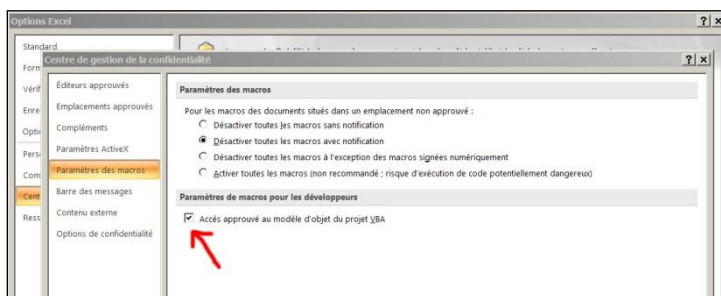 Options Excel
Standard
Centre de gestion de la confidentialité
Éditeurs approuvés
Emplacements approuvés
Compléments
Paramètres ActiveX
Paramètres des macros
Barre des messages
Contenu externe
Options de confidentialité
Paramètres des macros
Pour les macros des documents situés dans un emplacement non approuvé :
Désactiver toutes les macros sans notification
Désactiver toutes les macros avec notification
Désactiver toutes les macros à l'exception des macros signées numériquement
Activer toutes les macros (non recommandé ; risque d'exécution de code potentiellement dangereux)
Paramètres de macros pour les développeurs
Accès approuvé au modèle d'objet du projet VBA